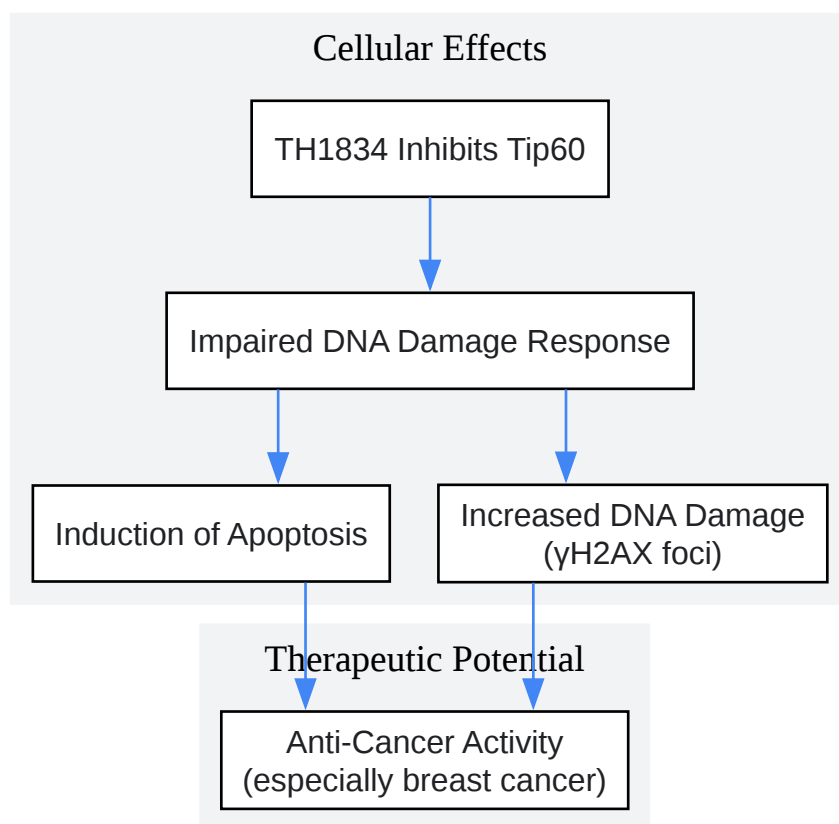 Cellular Effects
TH1834 Inhibits Tip60
Impaired DNA Damage Response
Induction of Apoptosis
Increased DNA Damage
(γH2AX foci)
Therapeutic Potential
Anti-Cancer Activity
(especially breast cancer)